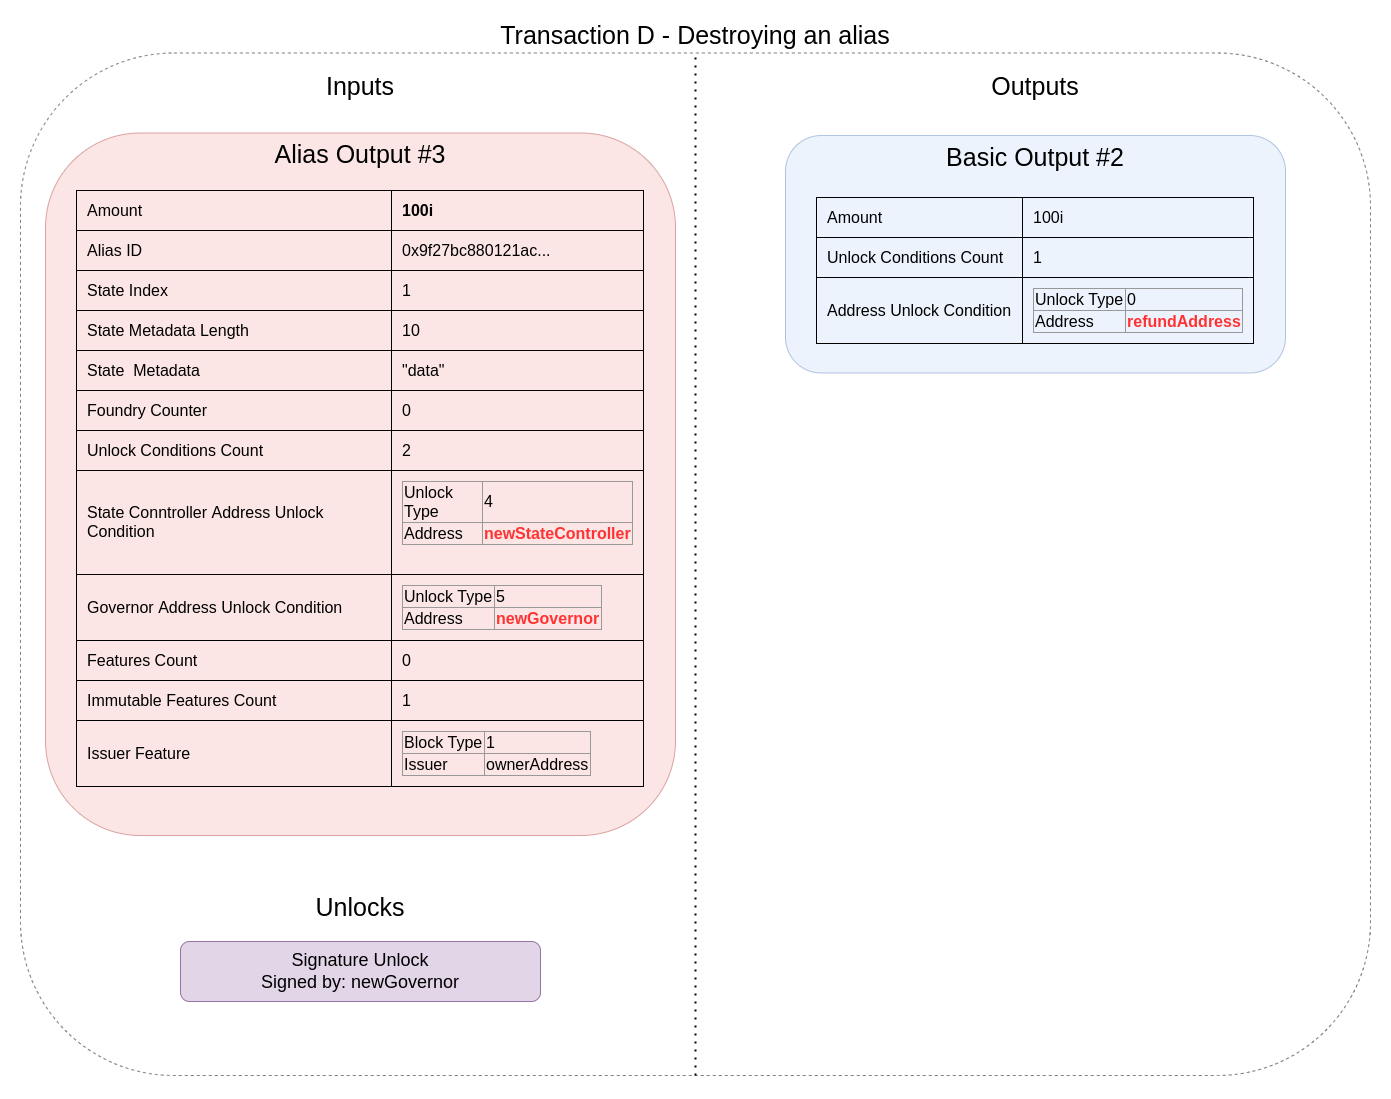 Transaction D - Destroying an alias
Inputs
Alias Output #3
Amount 100i
Alias ID 0x9f27bc880121ac...
State Index 1
State Metadata Length 10
State  Metadata "data"
Foundry Counter 0
Unlock Conditions Count 2
State Conntroller Address Unlock
Condition
Unlock
Type 4
Address newStateController
Governor Address Unlock Condition
Unlock Type 5
Address newGovernor
Features Count 0
Immutable Features Count 1
Issuer Feature
Block Type 1
Issuer ownerAddress
Unlocks
Signature Unlock
Signed by: newGovernor
Outputs
Basic Output #2
Amount 100i
Unlock Conditions Count 1
Address Unlock Condition
Unlock Type 0
Address refundAddress